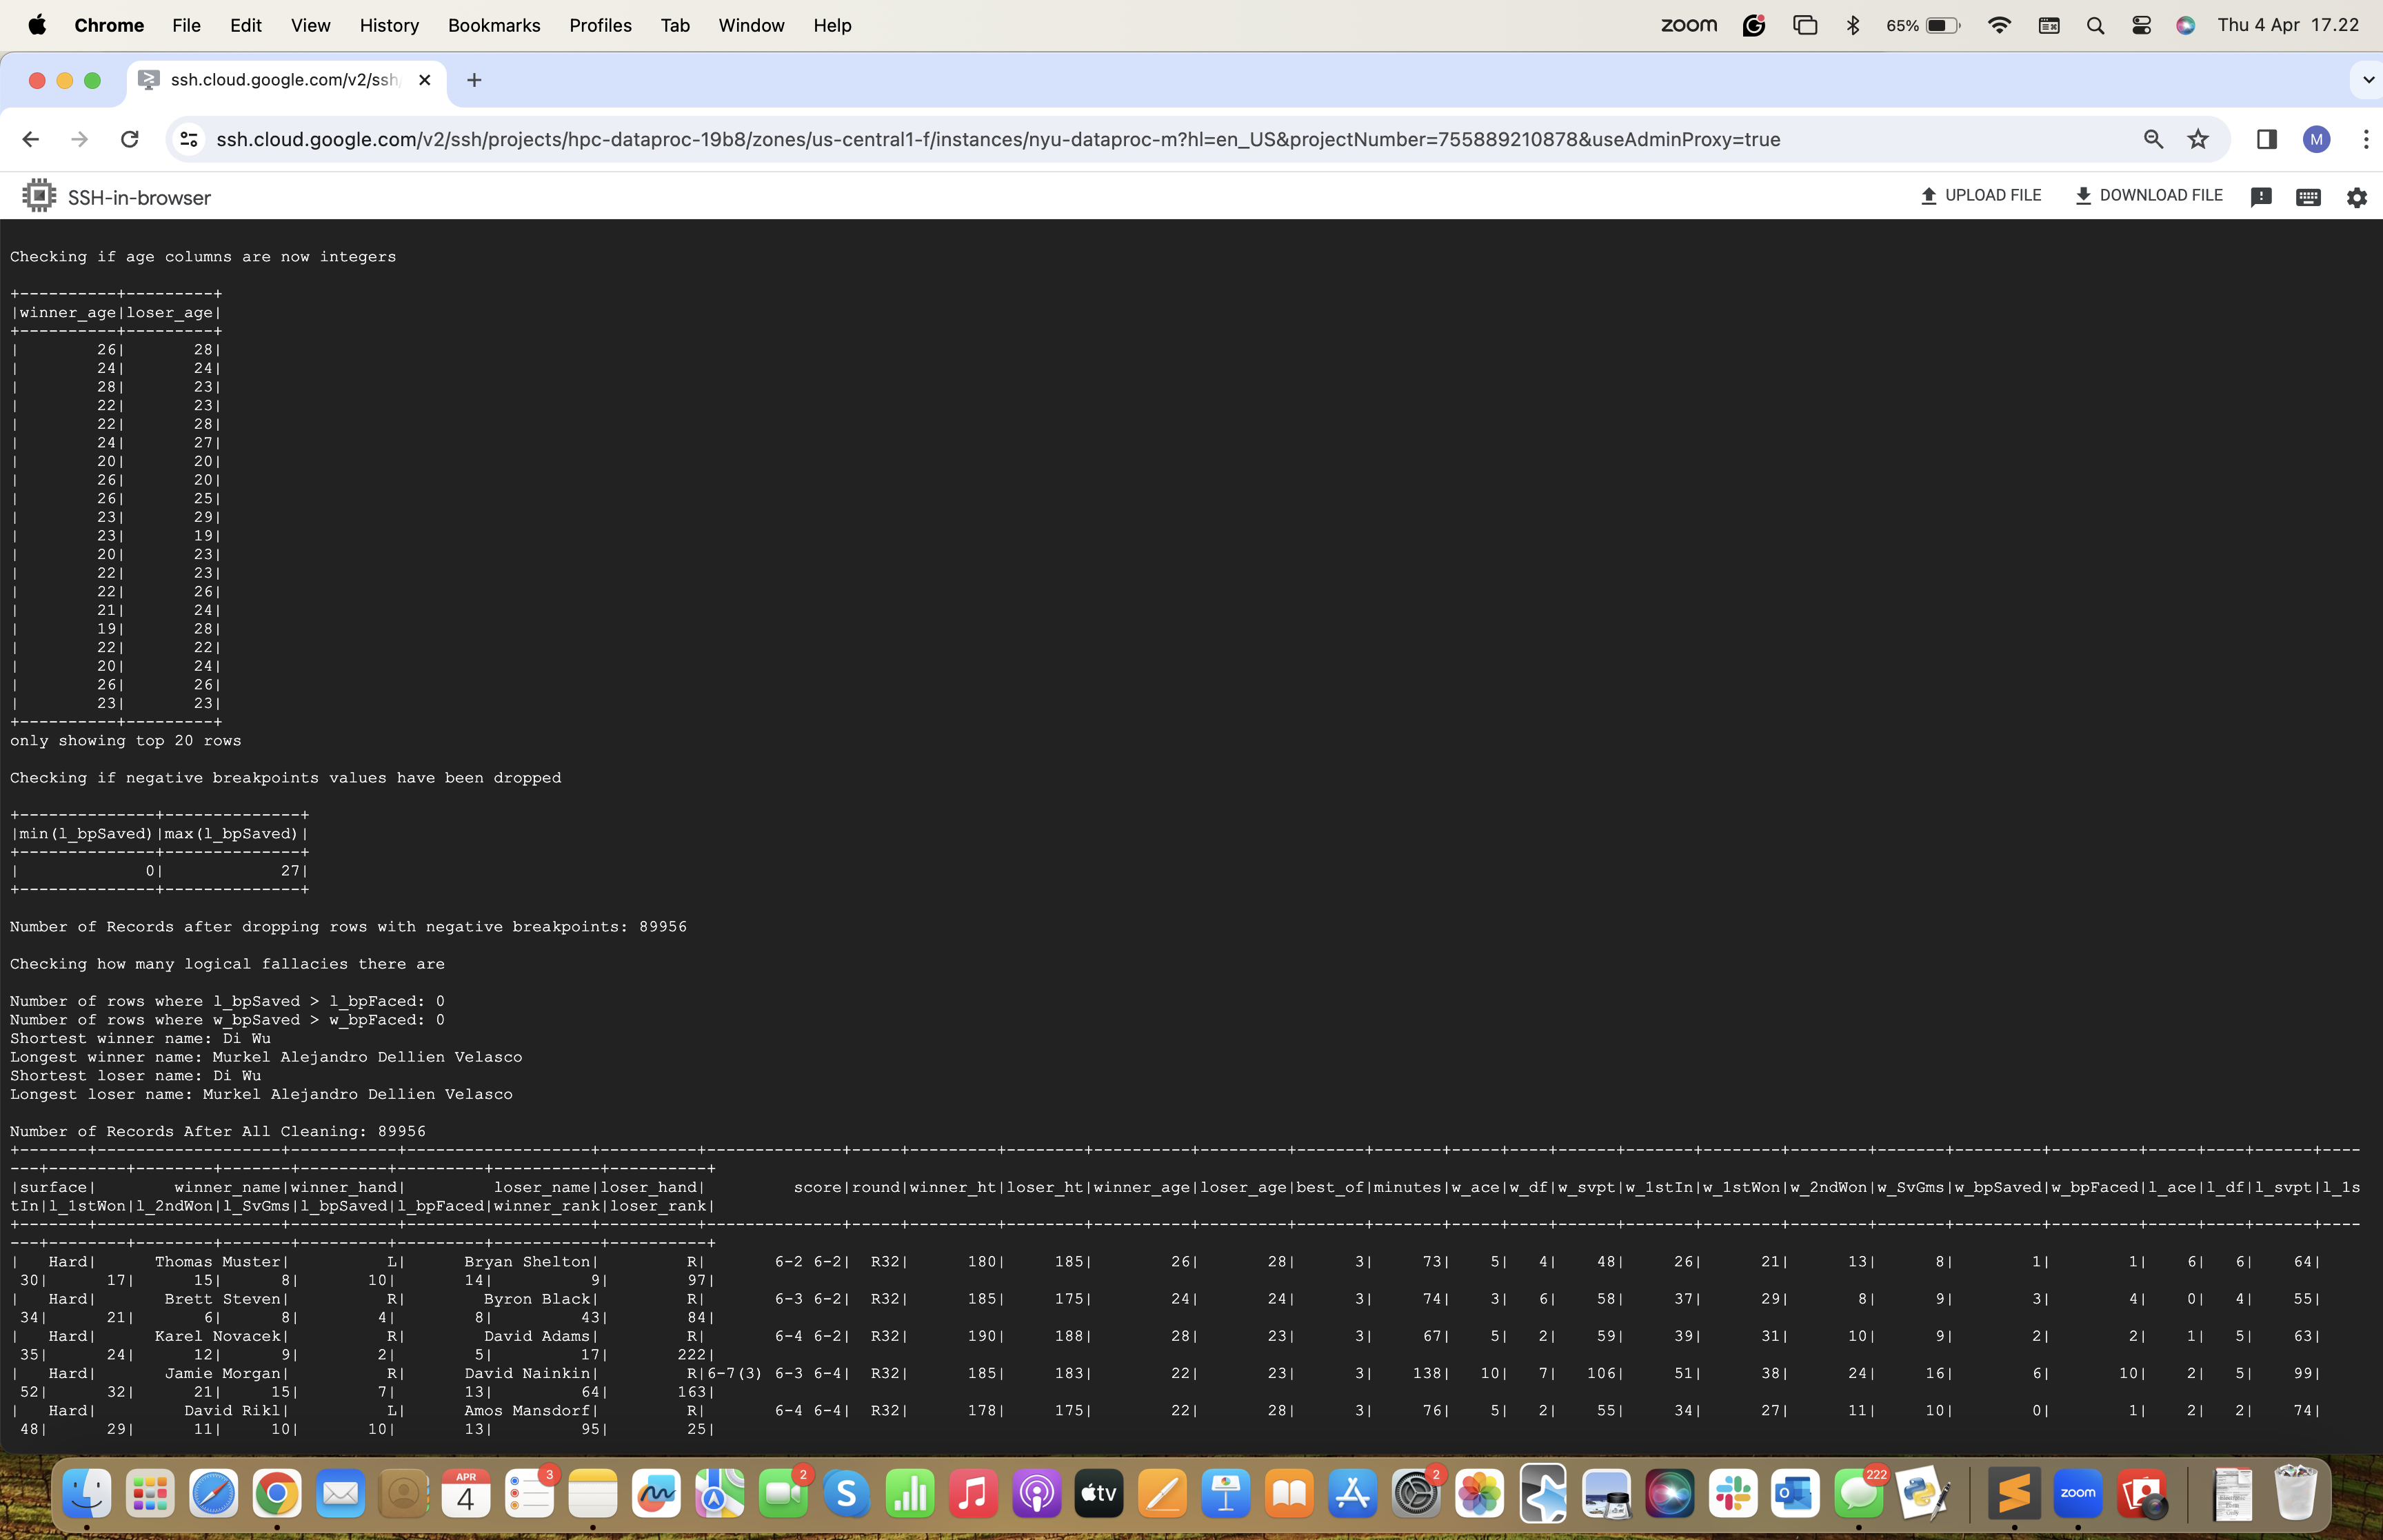 Chrome File Edit View History Bookmarks Profiles Tab Window Help zoom 65% Thu 4 Apr 17.22
ssh.cloud.google.com/v2/ssh/
ssh.cloud.google.com/v2/ssh/projects/hpc-dataproc-19b8/zones/us-central1-f/instances/nyu-dataproc-m?hl=en_US&projectNumber=755889210878&useAdminProxy=true M
SSH-in-browser UPLOAD FILE DOWNLOAD FILE
Checking if age columns are now integers
+----------+---------+
|winner_age|loser_age|
+----------+---------+
|        26|       28|
|        24|       24|
|        28|       23|
|        22|       23|
|        22|       28|
|        24|       27|
|        20|       20|
|        26|       20|
|        26|       25|
|        23|       29|
|        23|       19|
|        20|       23|
|        22|       23|
|        22|       26|
|        21|       24|
|        19|       28|
|        22|       22|
|        20|       24|
|        26|       26|
|        23|       23|
+----------+---------+
only showing top 20 rows
Checking if negative breakpoints values have been dropped
+--------------+--------------+
|min(l_bpSaved)|max(l_bpSaved)|
+--------------+--------------+
|             0|            27|
+--------------+--------------+
Number of Records after dropping rows with negative breakpoints: 89956
Checking how many logical fallacies there are
Number of rows where l_bpSaved > l_bpFaced: 0
Number of rows where w_bpSaved > w_bpFaced: 0
Shortest winner name: Di Wu
Longest winner name: Murkel Alejandro Dellien Velasco
Shortest loser name: Di Wu
Longest loser name: Murkel Alejandro Dellien Velasco
Number of Records After All Cleaning: 89956
+-------+--------------------+-----------+--------------------+----------+--------------+-----+---------+--------+----------+---------+-------+-------+-----+----+------+-------+--------+--------+-------+---------+---------+-----+----+------+----
---+--------+--------+-------+---------+---------+-----------+----------+
|surface|         winner_name|winner_hand|          loser_name|loser_hand|         score|round|winner_ht|loser_ht|winner_age|loser_age|best_of|minutes|w_ace|w_df|w_svpt|w_1stIn|w_1stWon|w_2ndWon|w_SvGms|w_bpSaved|w_bpFaced|l_ace|l_df|l_svpt|l_1s
tIn|l_1stWon|l_2ndWon|l_SvGms|l_bpSaved|l_bpFaced|winner_rank|loser_rank|
+-------+--------------------+-----------+--------------------+----------+--------------+-----+---------+--------+----------+---------+-------+-------+-----+----+------+-------+--------+--------+-------+---------+---------+-----+----+------+----
---+--------+--------+-------+---------+---------+-----------+----------+
|   Hard|       Thomas Muster|          L|       Bryan Shelton|         R|       6-2 6-2|  R32|      180|     185|        26|       28|      3|     73|    5|   4|    48|     26|      21|      13|      8|        1|        1|    6|   6|    64|
 30|      17|      15|      8|       10|       14|          9|        97|
|   Hard|        Brett Steven|          R|         Byron Black|         R|       6-3 6-2|  R32|      185|     175|        24|       24|      3|     74|    3|   6|    58|     37|      29|       8|      9|        3|        4|    0|   4|    55|
 34|      21|       6|      8|        4|        8|         43|        84|
|   Hard|       Karel Novacek|          R|         David Adams|         R|       6-4 6-2|  R32|      190|     188|        28|       23|      3|     67|    5|   2|    59|     39|      31|      10|      9|        2|        2|    1|   5|    63|
 35|      24|      12|      9|        2|        5|         17|       222|
|   Hard|        Jamie Morgan|          R|       David Nainkin|         R|6-7(3) 6-3 6-4|  R32|      185|     183|        22|       23|      3|    138|   10|   7|   106|     51|      38|      24|     16|        6|       10|    2|   5|    99|
 52|      32|      21|     15|        7|       13|         64|       163|
|   Hard|          David Rikl|          L|       Amos Mansdorf|         R|       6-4 6-4|  R32|      178|     175|        22|       28|      3|     76|    5|   2|    55|     34|      27|      11|     10|        0|        1|    2|   2|    74|
 48|      29|      11|     10|       10|       13|         95|        25|
3 APR 4 2 S tv 2 222 zoom